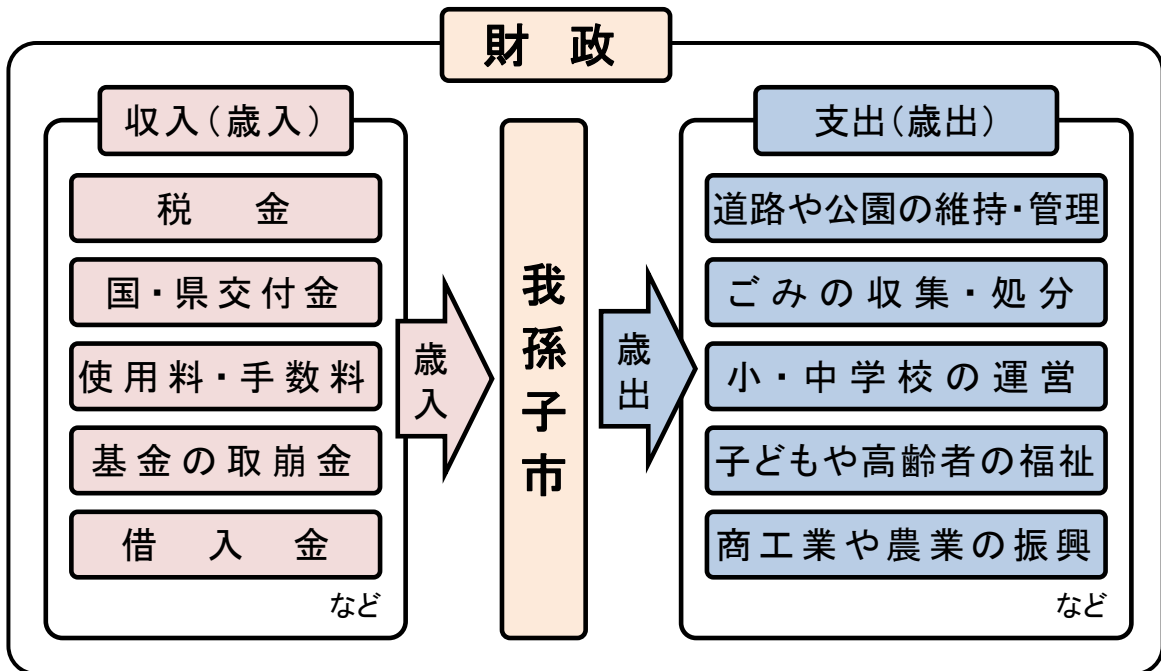 財　政
収入（歳入）
税　金
国・県交付金
使用料・手数料
基金の取崩金
借　入　金
など
歳入
我孫子市
歳出
支出（歳出）
道路や公園の維持・管理
ごみの収集・処分
小・中学校の運営
子どもや高齢者の福祉
商工業や農業の振興
など